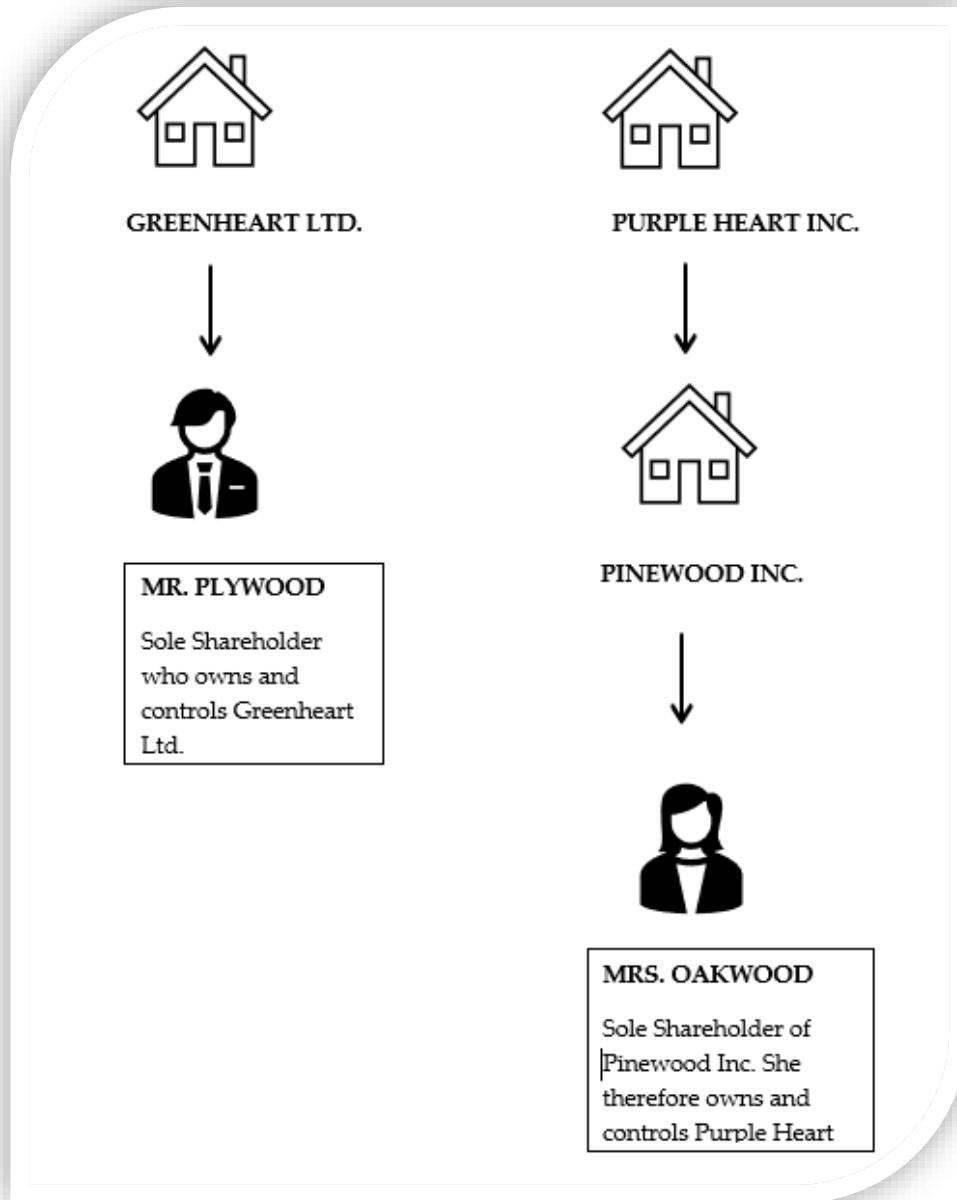 GREENHEART LTD.
PURPLE HEART INC.
MR. PLYWOOD
Sole Shareholder
who owns and
controls Greenheart
Ltd.
PINEWOOD INC.
MRS. OAKWOOD
Sole Shareholder of
Pinewood Inc. She
therefore owns and
controls Purple Heart